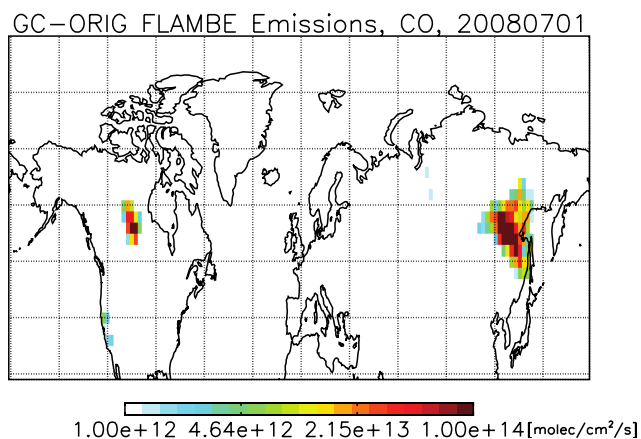 GC-ORIG FLAMBE Emissions, CO, 20080701
1.00e+12 4.64e+12 2.15e+13 1.00e+14[molec/cm²/s]